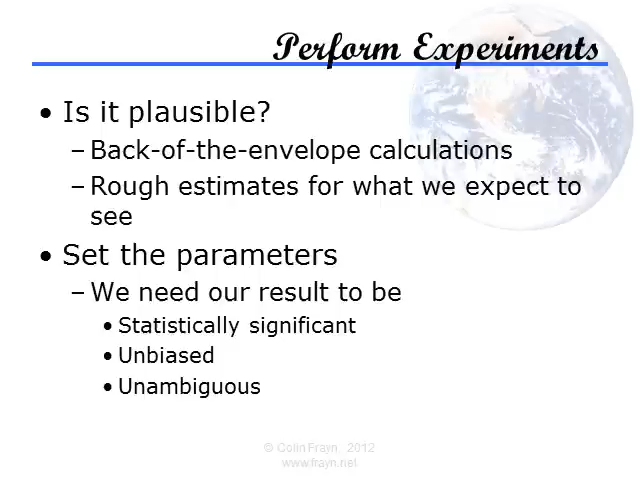 Perform Experiments
• Is it plausible?
– Back-of-the-envelope calculations
– Rough estimates for what we expect to
see
• Set the parameters
– We need our result to be
• Statistically significant
• Unbiased
• Unambiguous
© Colin Frayn, 2012
www.frayn.net